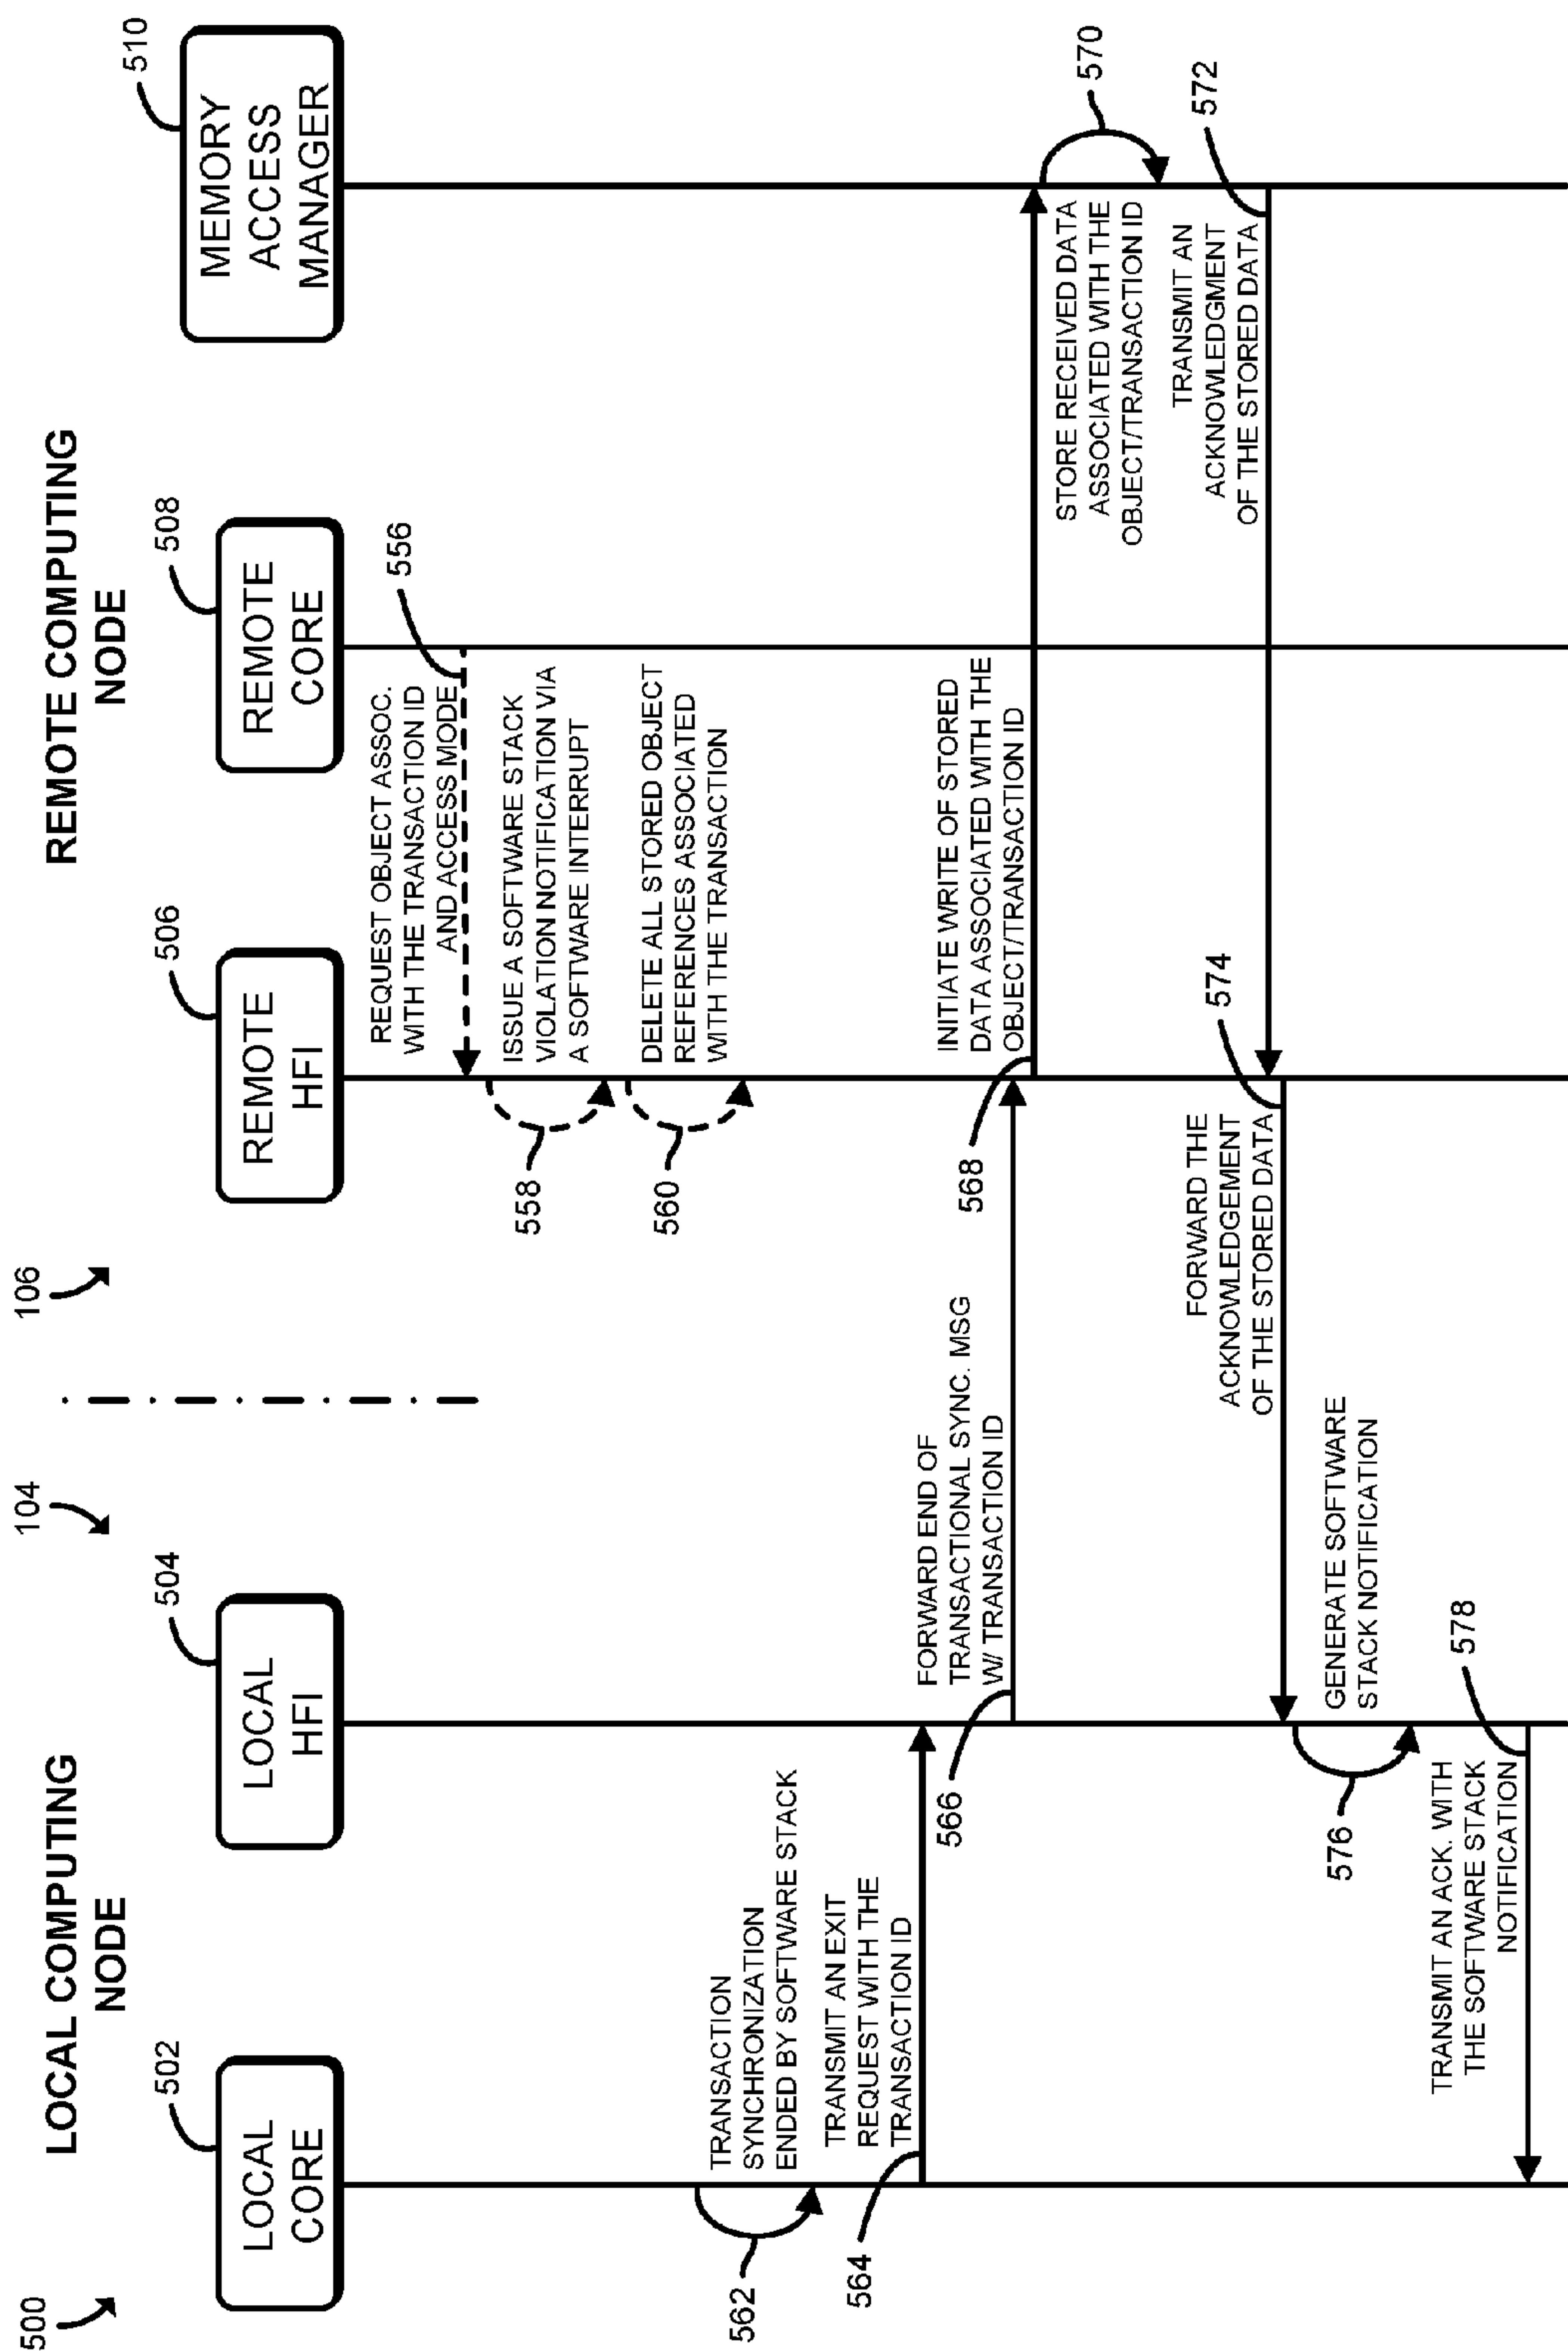 500
LOCAL COMPUTING
NODE
104
106
REMOTE COMPUTING
NODE
502
LOCAL
CORE
504
LOCAL
HFI
506
REMOTE
HFI
508
REMOTE
CORE
510
MEMORY
ACCESS
MANAGER
REQUEST OBJECT ASSOC.
WITH THE TRANSACTION ID
AND ACCESS MODE
556
ISSUE A SOFTWARE STACK
VIOLATION NOTIFICATION VIA
A SOFTWARE INTERRUPT
558
DELETE ALL STORED OBJECT
REFERENCES ASSOCIATED
WITH THE TRANSACTION
560
TRANSACTION
SYNCHRONIZATION
ENDED BY SOFTWARE STACK
562
TRANSMIT AN EXIT
REQUEST WITH THE
TRANSACTION ID
564
FORWARD END OF
TRANSACTIONAL SYNC. MSG
W/ TRANSACTION ID
566
INITIATE WRITE OF STORED
DATA ASSOCIATED WITH THE
OBJECT/TRANSACTION ID
568
STORE RECEIVED DATA
ASSOCIATED WITH THE
OBJECT/TRANSACTION ID
570
TRANSMIT AN
ACKNOWLEDGMENT
OF THE STORED DATA
572
FORWARD THE
ACKNOWLEDGEMENT
OF THE STORED DATA
574
GENERATE SOFTWARE
STACK NOTIFICATION
576
TRANSMIT AN ACK. WITH
THE SOFTWARE STACK
NOTIFICATION
578